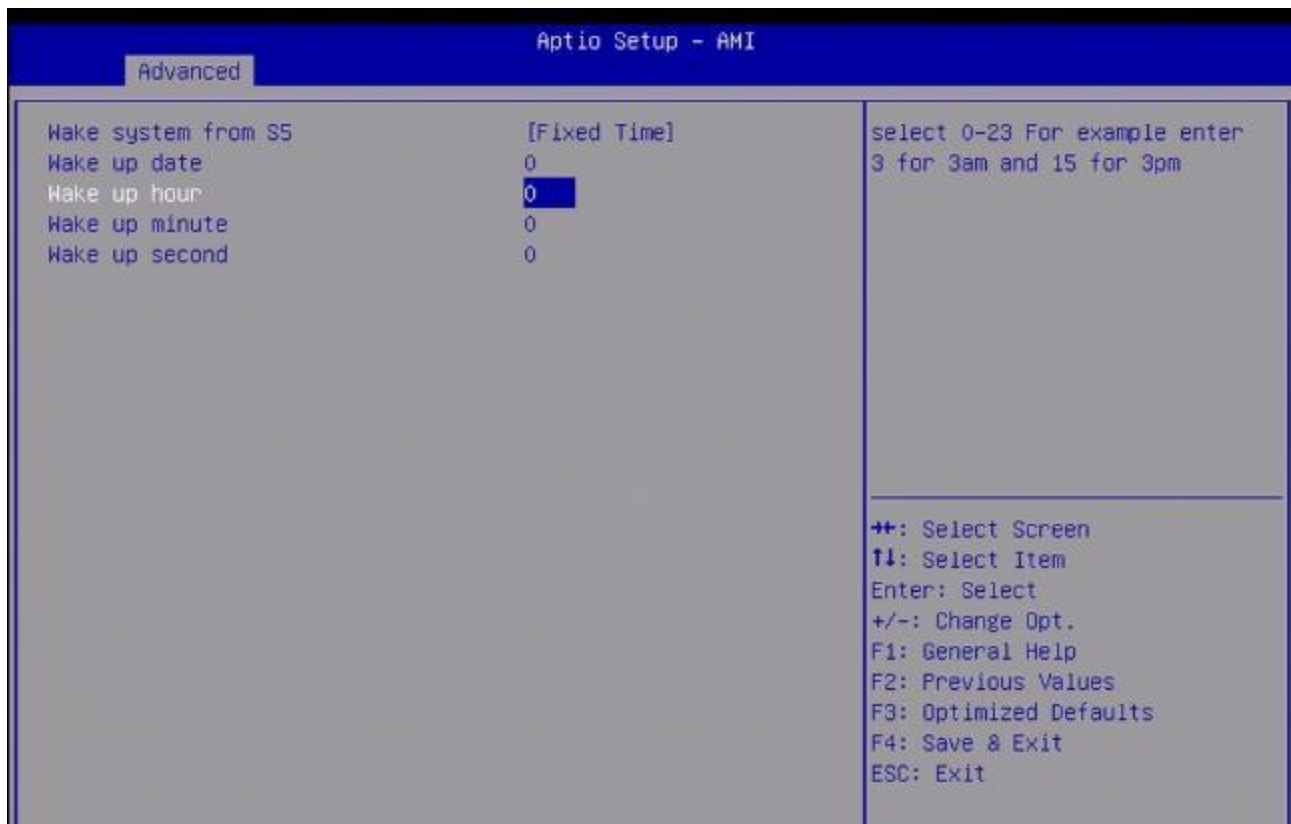 Aptio Setup – AMI
Advanced
Wake system from S5 [Fixed Time]
Wake up date 0
Wake up hour 0
Wake up minute 0
Wake up second 0
select 0-23 For example enter
3 for 3am and 15 for 3pm
→←: Select Screen
↑↓: Select Item
Enter: Select
+/-: Change Opt.
F1: General Help
F2: Previous Values
F3: Optimized Defaults
F4: Save & Exit
ESC: Exit